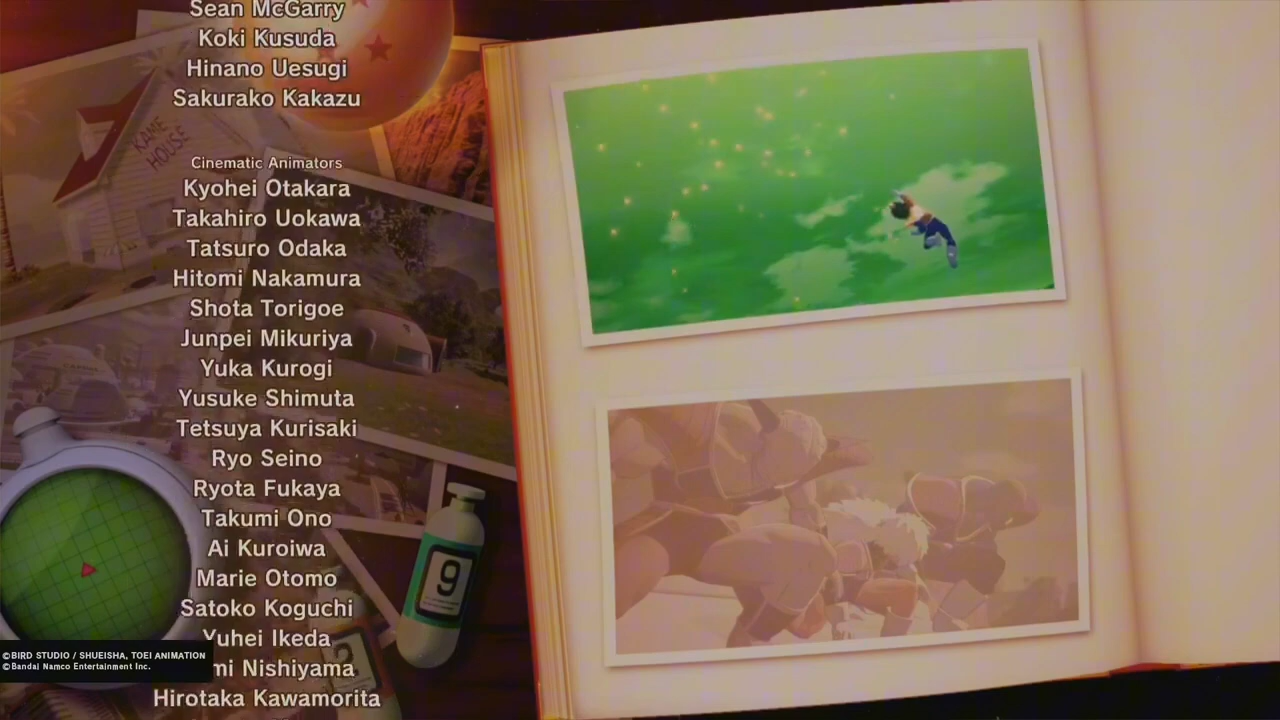 Sean McGarry
Koki Kusuda
Hinano Uesugi
Sakurako Kakazu
KAME
HOUSE
Cinematic Animators
Kyohei Otakara
Takahiro Uokawa
Tatsuro Odaka
Hitomi Nakamura
Shota Torigoe
Junpei Mikuriya
Yuka Kurogi
Yusuke Shimuta
Tetsuya Kurisaki
Ryo Seino
Ryota Fukaya
Takumi Ono
Ai Kuroiwa
9
Marie Otomo
Satoko Koguchi
Yuhei Ikeda
©BIRD STUDIO / SHUEISHA, TOEI ANIMATION
©Bandai Namco Entertainment Inc.
Nishiyama
Hirotaka Kawamorita